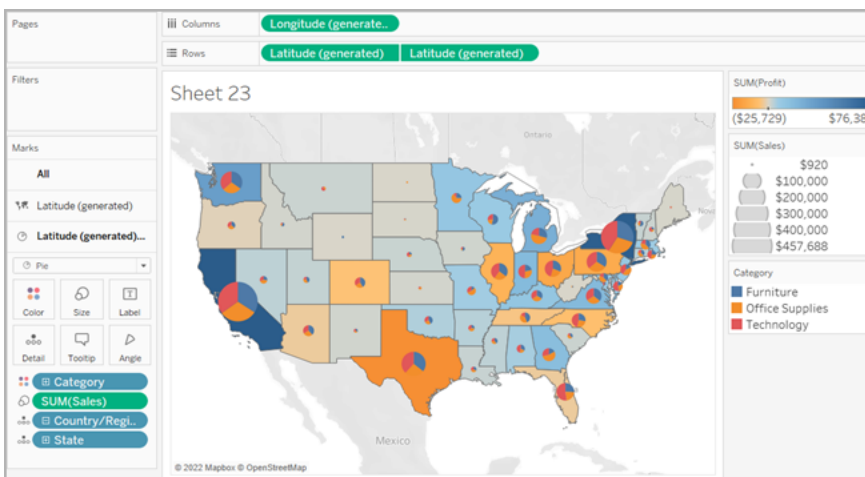 Pages
Columns
Longitude (generate..
Rows
Latitude (generated)
Latitude (generated)
Filters
Sheet 23
Marks
All
Latitude (generated)
Latitude (generated)...
Pie
Color
Size
Label
Detail
Tooltip
Angle
Category
SUM(Sales)
Country/Regi..
State
Ontario
Mexico
© 2022 Mapbox © OpenStreetMap
SUM(Profit)
($25,729)
$76,38
SUM(Sales)
$920
$100,000
$200,000
$300,000
$400,000
$457,688
Category
Furniture
Office Supplies
Technology